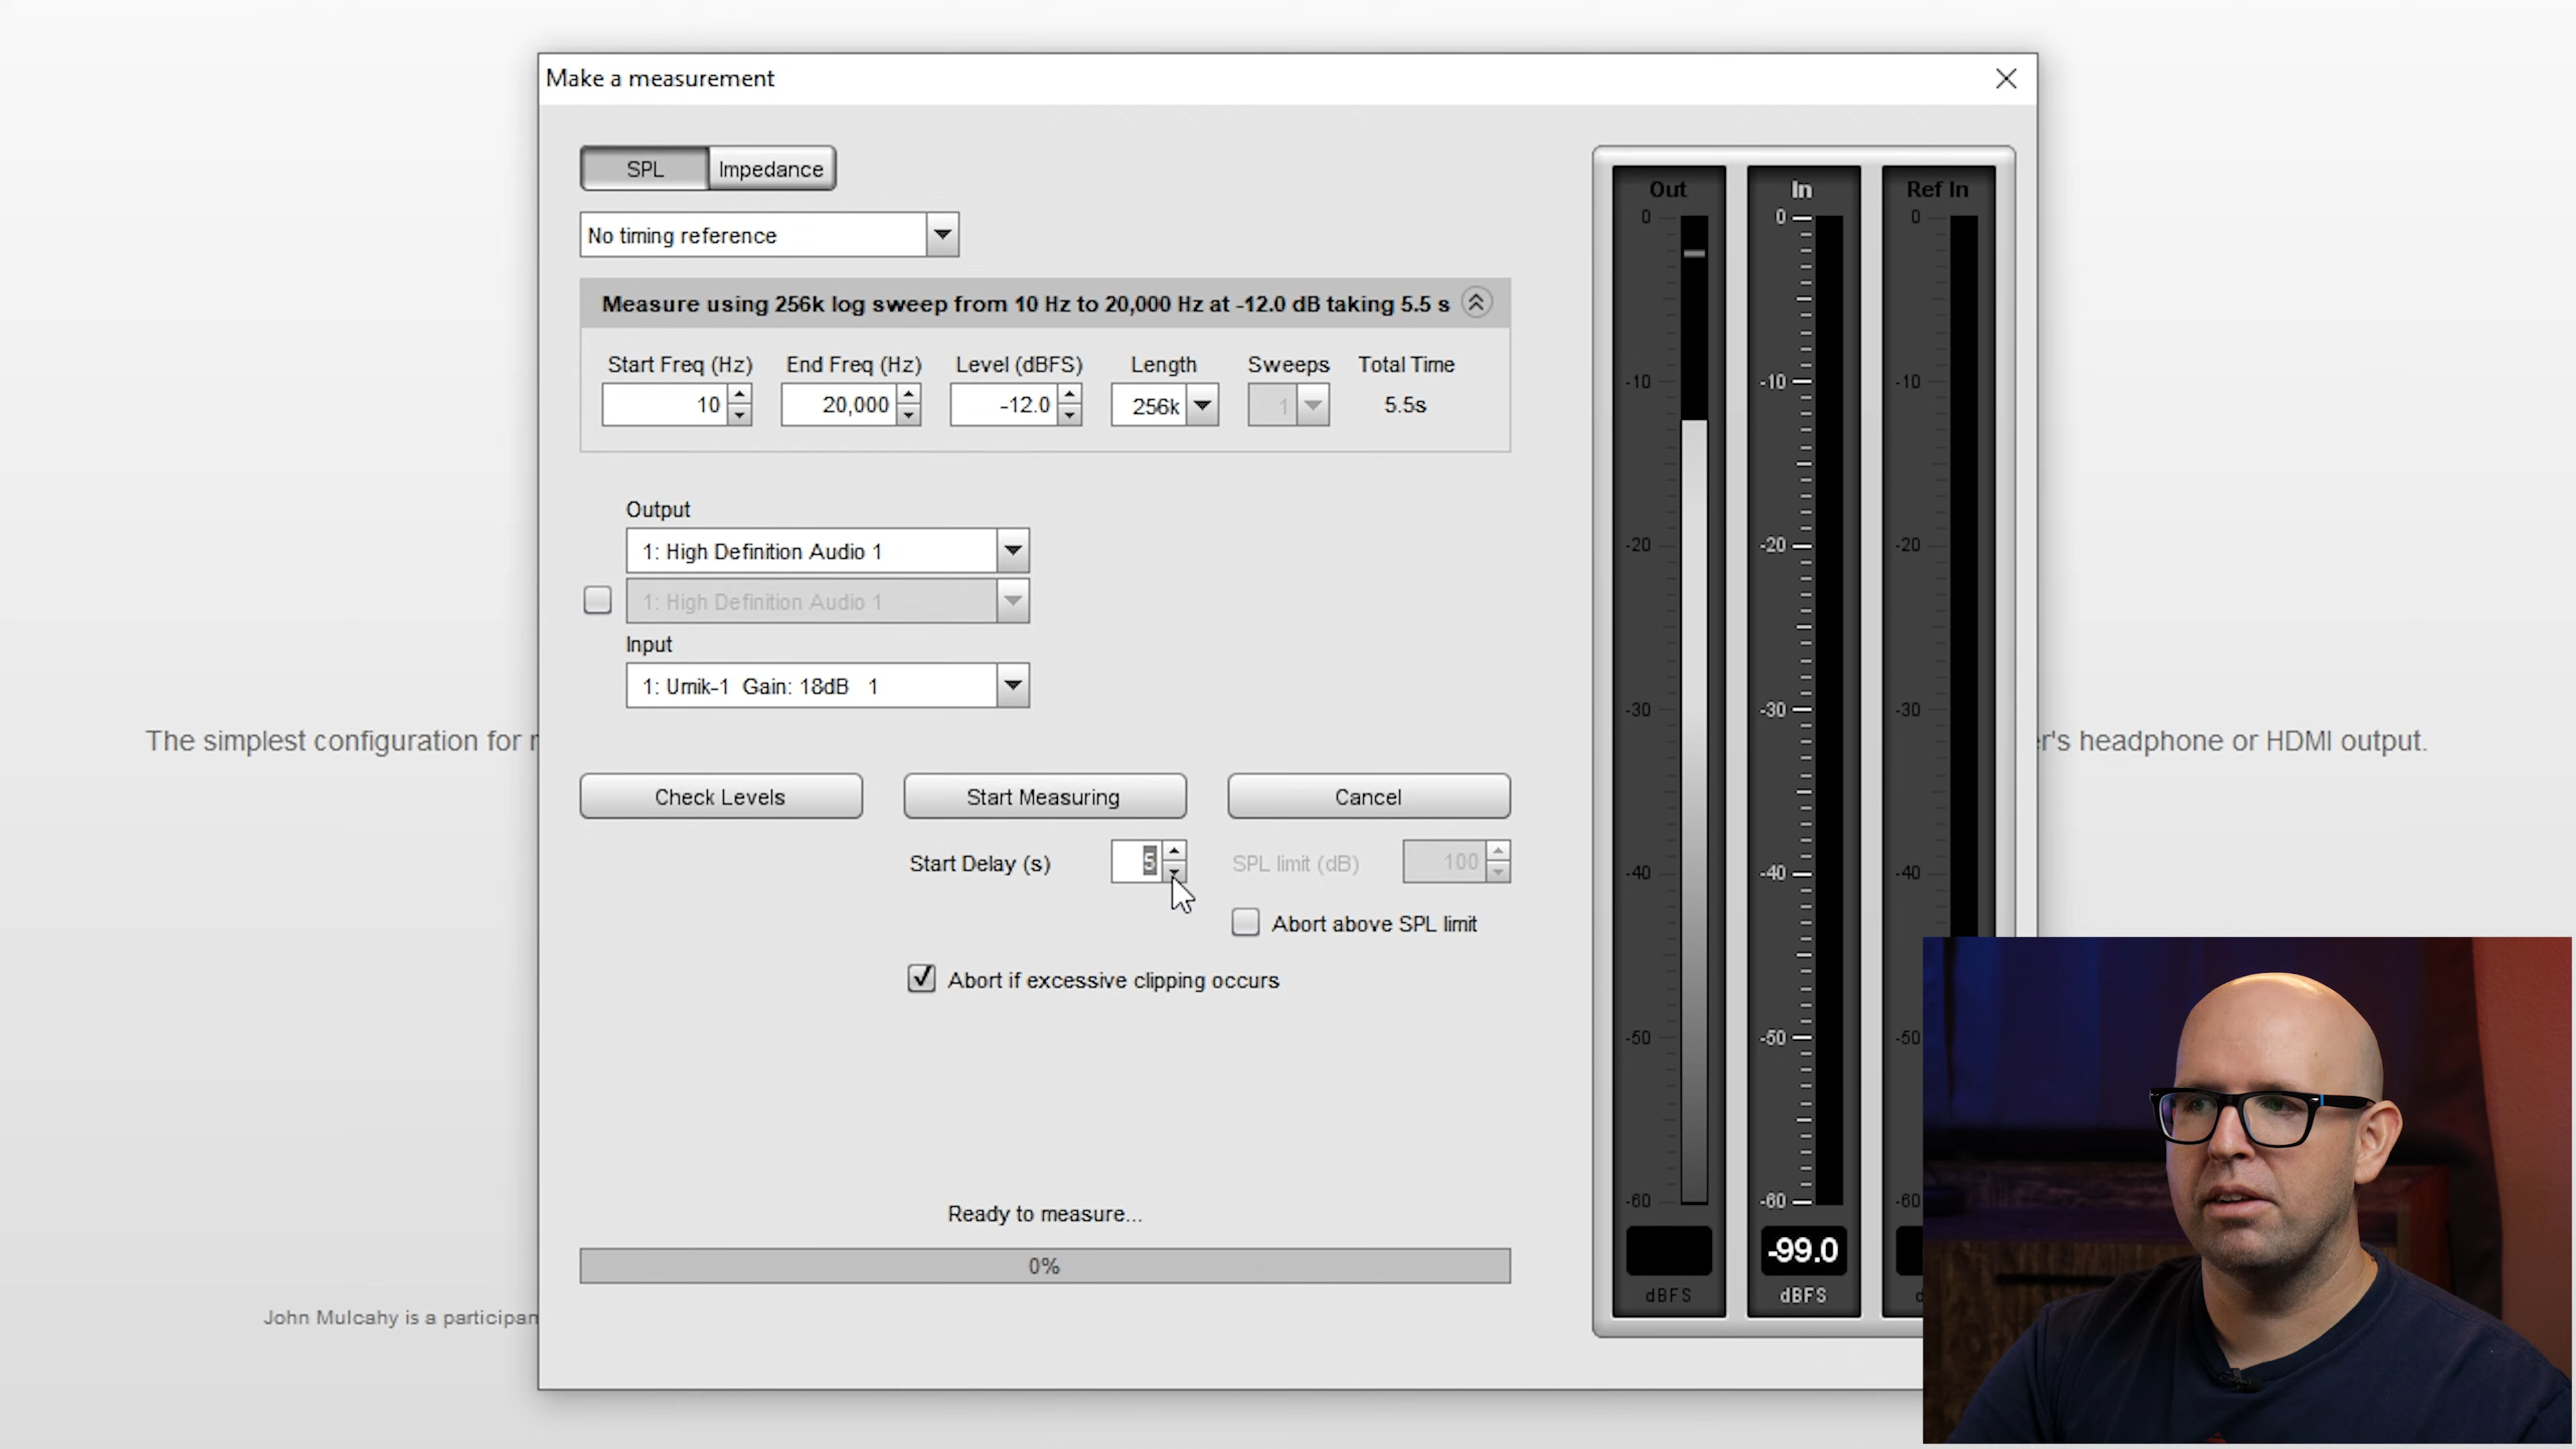 Make a measurement
SPL
Impedance
No timing reference
Measure using 256k log sweep from 10 Hz to 20,000 Hz at -12.0 dB taking 5.5 s
Start Freq (Hz) End Freq (Hz) Level (dBFS) Length Sweeps Total Time
10 20,000 -12.0 256k 1 5.5s
Output
1: High Definition Audio 1
1: High Definition Audio 1
Input
1: Umik-1 Gain: 18dB 1
The simplest configuration for
r's headphone or HDMI output.
Check Levels Start Measuring Cancel
Start Delay (s) 5 SPL limit (dB) 100
Abort above SPL limit
Abort if excessive clipping occurs
Ready to measure...
0%
John Mulcahy is a participan
Out In Ref In
0 0 0
-10 -10 -10
-20 -20 -20
-30 -30 -30
-40 -40 -40
-50 -50 -50
-60 -60 -60
-99.0
dBFS dBFS